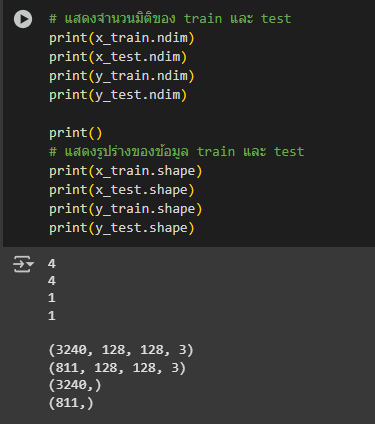 # แสดงจำนวนมิติของ train และ test
print(x_train.ndim)
print(x_test.ndim)
print(y_train.ndim)
print(y_test.ndim)
print()
# แสดงรูปร่างของข้อมูล train และ test
print(x_train.shape)
print(x_test.shape)
print(y_train.shape)
print(y_test.shape)
4
4
1
1
(3240, 128, 128, 3)
(811, 128, 128, 3)
(3240,)
(811,)